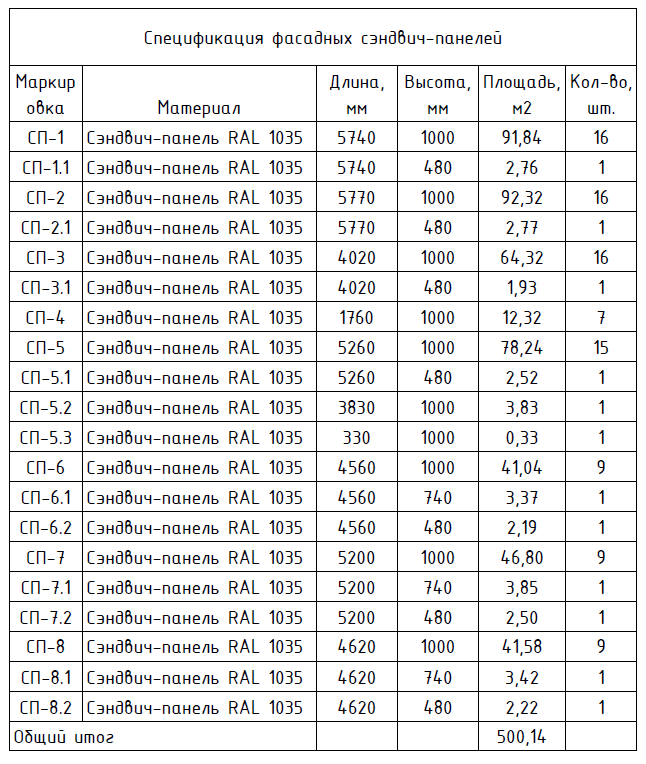 Спецификация фасадных сэндвич-панелей
Маркировка Материал Длина, мм Высота, мм Площадь, м2 Кол-во, шт.
СП-1 Сэндвич-панель RAL 1035 5740 1000 91,84 16
СП-1.1 Сэндвич-панель RAL 1035 5740 480 2,76 1
СП-2 Сэндвич-панель RAL 1035 5770 1000 92,32 16
СП-2.1 Сэндвич-панель RAL 1035 5770 480 2,77 1
СП-3 Сэндвич-панель RAL 1035 4020 1000 64,32 16
СП-3.1 Сэндвич-панель RAL 1035 4020 480 1,93 1
СП-4 Сэндвич-панель RAL 1035 1760 1000 12,32 7
СП-5 Сэндвич-панель RAL 1035 5260 1000 78,24 15
СП-5.1 Сэндвич-панель RAL 1035 5260 480 2,52 1
СП-5.2 Сэндвич-панель RAL 1035 3830 1000 3,83 1
СП-5.3 Сэндвич-панель RAL 1035 330 1000 0,33 1
СП-6 Сэндвич-панель RAL 1035 4560 1000 41,04 9
СП-6.1 Сэндвич-панель RAL 1035 4560 740 3,37 1
СП-6.2 Сэндвич-панель RAL 1035 4560 480 2,19 1
СП-7 Сэндвич-панель RAL 1035 5200 1000 46,80 9
СП-7.1 Сэндвич-панель RAL 1035 5200 740 3,85 1
СП-7.2 Сэндвич-панель RAL 1035 5200 480 2,50 1
СП-8 Сэндвич-панель RAL 1035 4620 1000 41,58 9
СП-8.1 Сэндвич-панель RAL 1035 4620 740 3,42 1
СП-8.2 Сэндвич-панель RAL 1035 4620 480 2,22 1
Общий итог 500,14